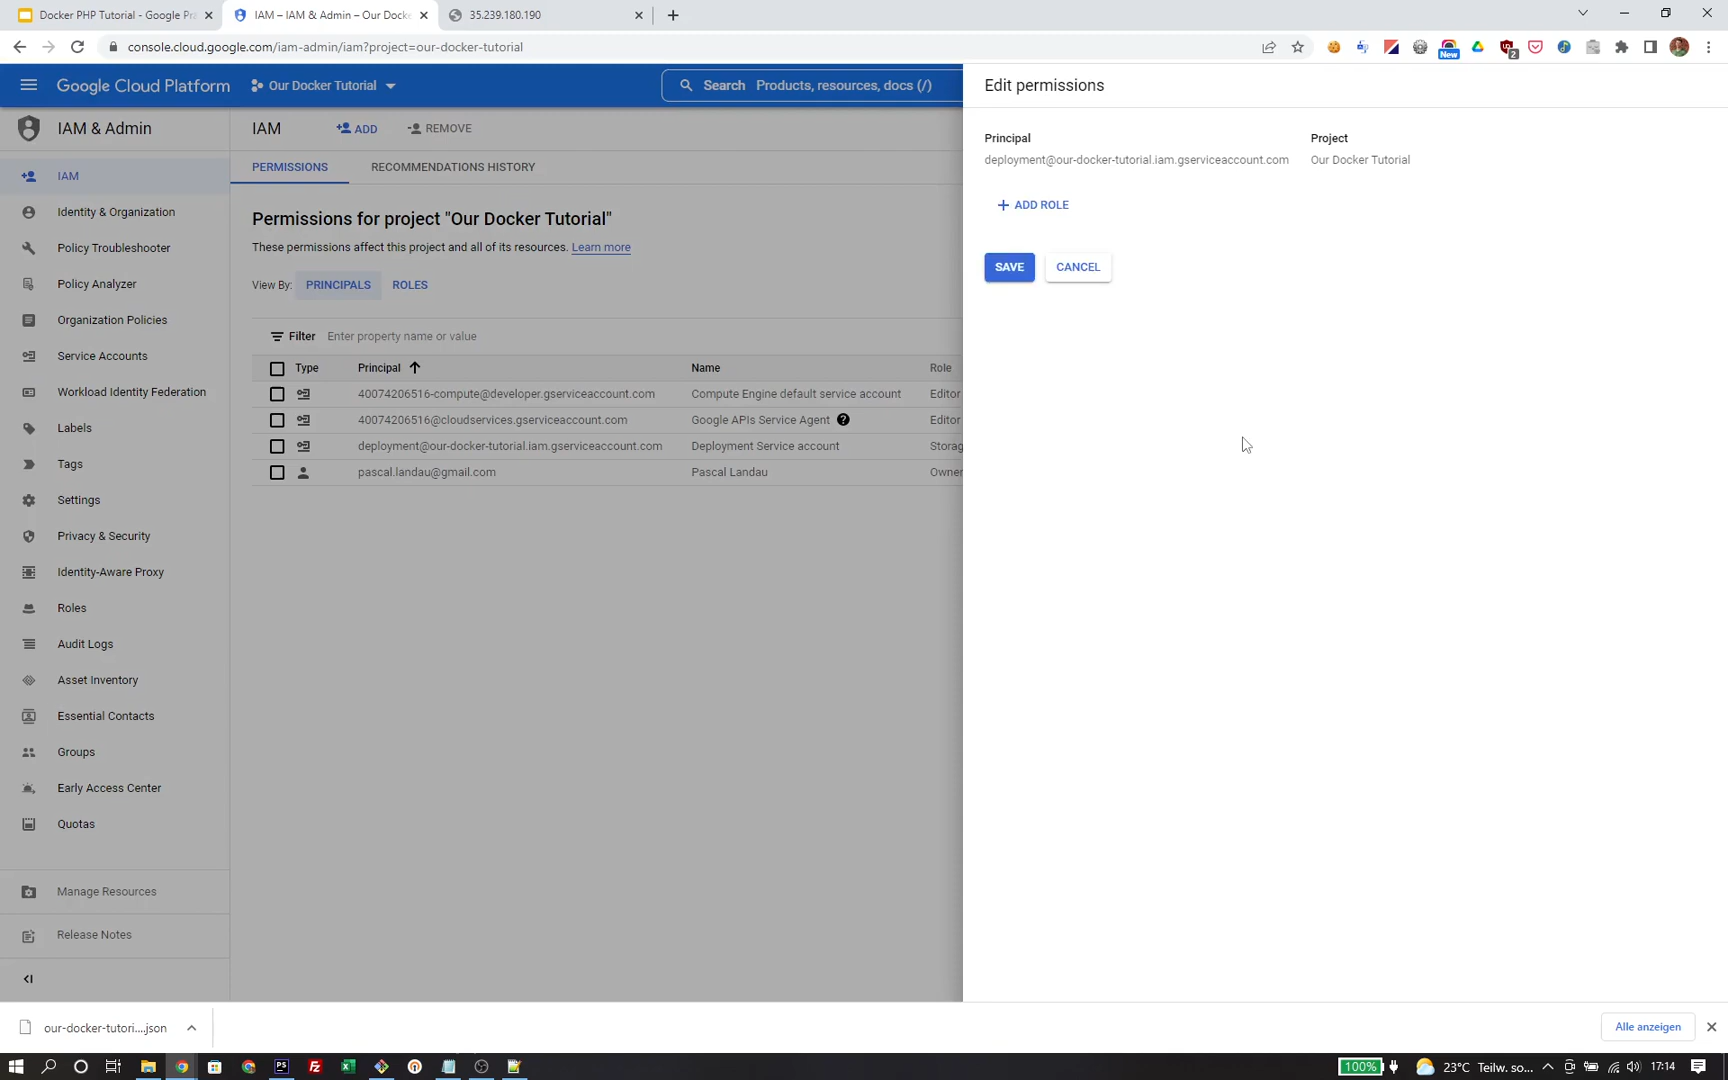 Docker PHP Tutorial - Google Prä
IAM – IAM & Admin – Our Docke
35.239.180.190
console.cloud.google.com/iam-admin/iam?project=our-docker-tutorial
New
2
Google Cloud Platform
Our Docker Tutorial
Search Products, resources, docs (/)
IAM & Admin
IAM
Identity & Organization
Policy Troubleshooter
Policy Analyzer
Organization Policies
Service Accounts
Workload Identity Federation
Labels
Tags
Settings
Privacy & Security
Identity-Aware Proxy
Roles
Audit Logs
Asset Inventory
Essential Contacts
Groups
Early Access Center
Quotas
Manage Resources
Release Notes
IAM
ADD
REMOVE
PERMISSIONS
RECOMMENDATIONS HISTORY
Permissions for project "Our Docker Tutorial"
These permissions affect this project and all of its resources. Learn more
View By: PRINCIPALS ROLES
Filter Enter property name or value
Type Principal Name Role
40074206516-compute@developer.gserviceaccount.com Compute Engine default service account Editor
40074206516@cloudservices.gserviceaccount.com Google APIs Service Agent Editor
deployment@our-docker-tutorial.iam.gserviceaccount.com Deployment Service account Storag
pascal.landau@gmail.com Pascal Landau Owner
Edit permissions
Principal Project
deployment@our-docker-tutorial.iam.gserviceaccount.com Our Docker Tutorial
ADD ROLE
SAVE
CANCEL
our-docker-tutori....json
Alle anzeigen
100%
23°C Teilw. so...
17:14